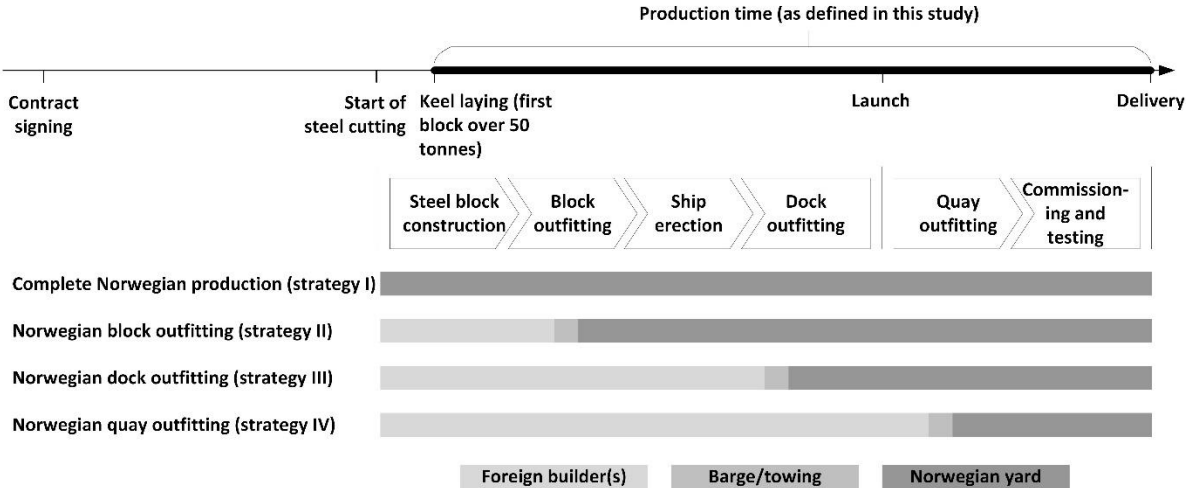 Production time (as defined in this study)
Contract
signing
Start of
steel cutting
Keel laying (first
block over 50
tonnes)
Launch
Delivery
Steel block
construction
Block
outfitting
Ship
erection
Dock
outfitting
Quay
outfitting
Commission-
ing and
testing
Complete Norwegian production (strategy I)
Norwegian block outfitting (strategy II)
Norwegian dock outfitting (strategy III)
Norwegian quay outfitting (strategy IV)
Foreign builder(s)
Barge/towing
Norwegian yard